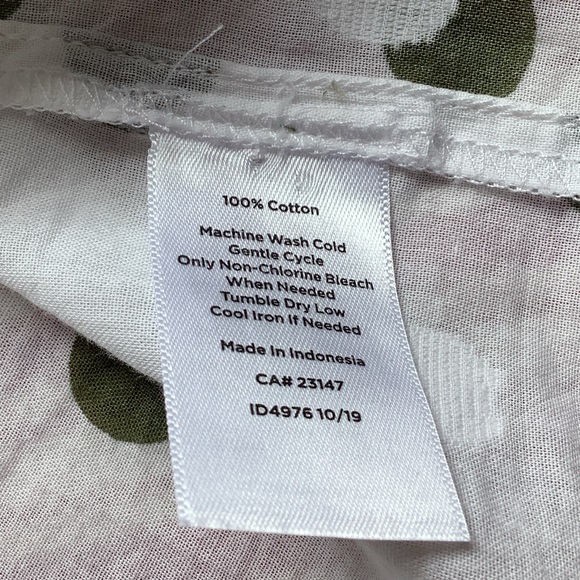 100% Cotton
Machine Wash Cold
Gentle Cycle
Only Non-Chlorine Bleach
When Needed
Tumble Dry Low
Cool Iron If Needed
Made In Indonesia
CA# 23147
ID4976 10/19